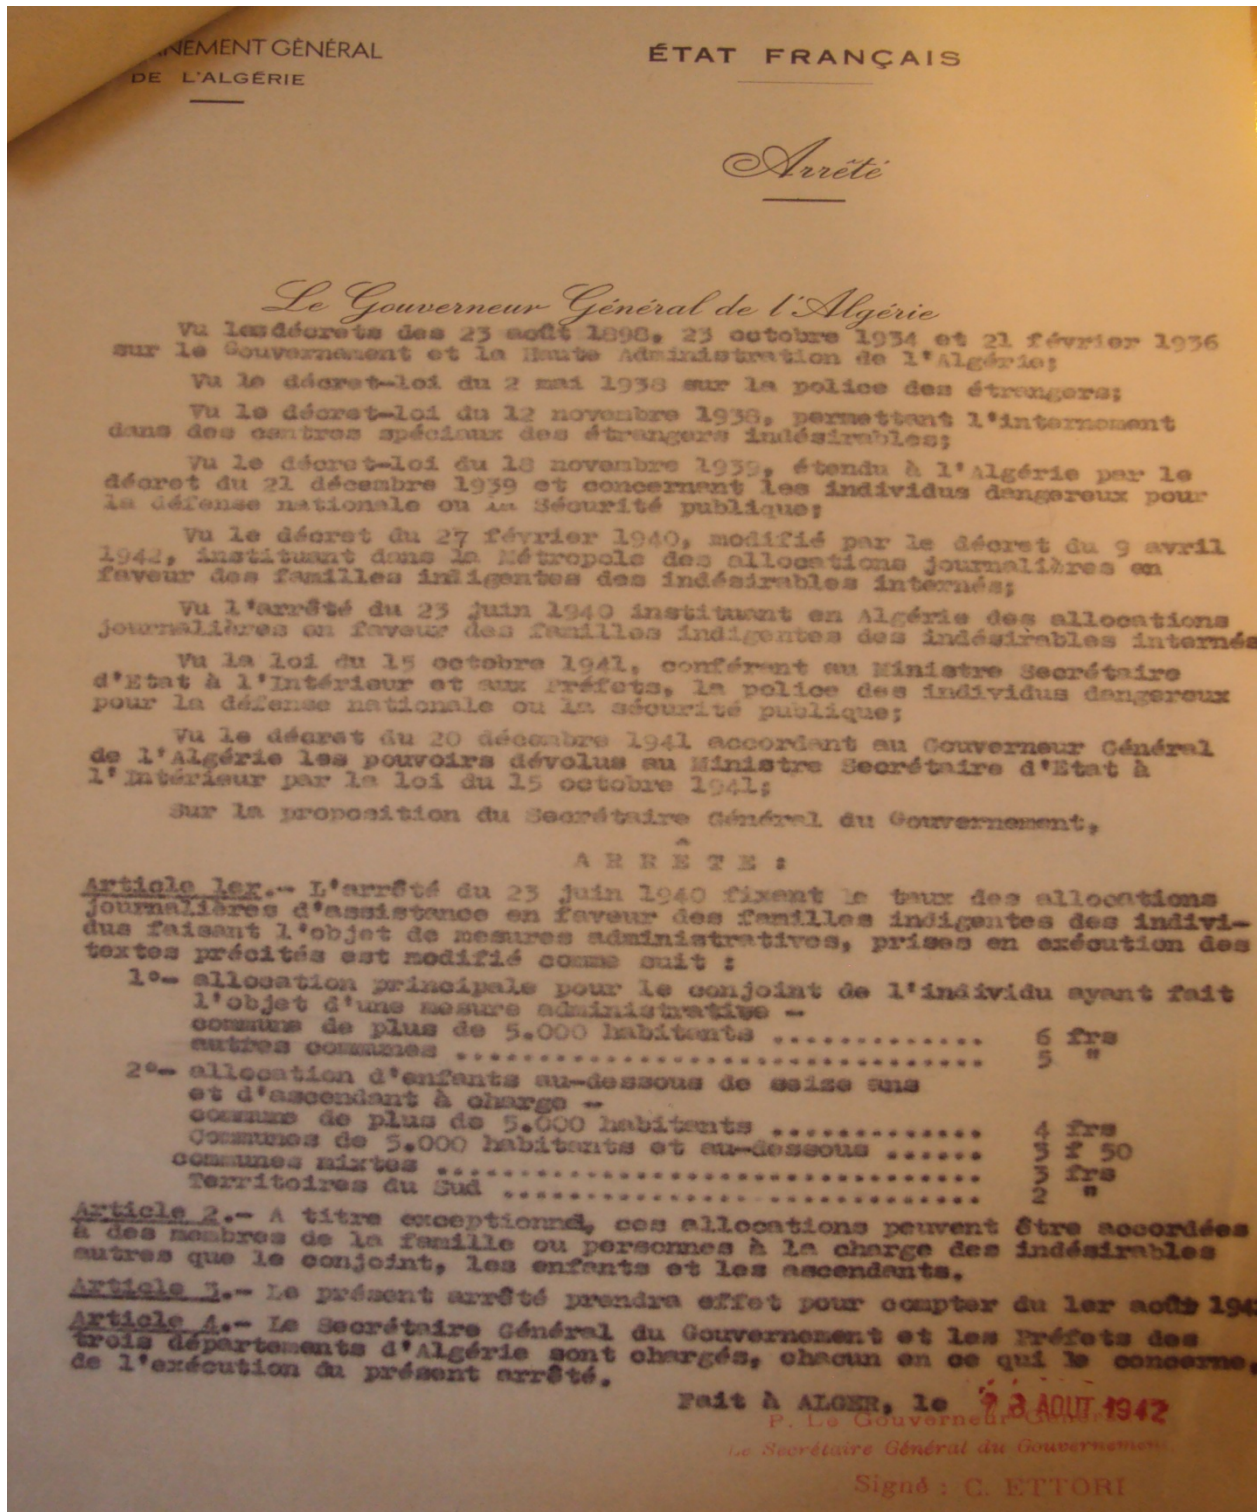 NEMENT GÉNÉRAL
DE L'ALGÉRIE
ÉTAT FRANÇAIS
Arrêté
Le Gouverneur Général de l'Algérie
Vu les décrets des 23 août 1898, 23 octobre 1934 et 21 février 1936
sur le Gouvernement et la Haute Administration de l'Algérie;
Vu le décret-loi du 2 mai 1938 sur la police des étrangers;
Vu le décret-loi du 12 novembre 1938, permettant l'internement
dans des centres spéciaux des étrangers indésirables;
Vu le décret-loi du 18 novembre 1939, étendu à l'Algérie par le
décret du 21 décembre 1939 et concernant les individus dangereux pour
la défense nationale ou la Sécurité publique;
Vu le décret du 27 février 1940, modifié par le décret du 9 avril
1942, instituant dans la Métropole des allocations journalières en
faveur des familles indigentes des indésirables internés;
Vu l'arrêté du 23 juin 1940 instituant en Algérie des allocations
journalières en faveur des familles indigentes des indésirables internés
Vu la loi du 15 octobre 1941, conférant au Ministre Secrétaire
d'Etat à l'Intérieur et aux Préfets, la police des individus dangereux
pour la défense nationale ou la sécurité publique;
Vu le décret du 20 décembre 1941 accordant au Gouverneur Général
de l'Algérie les pouvoirs dévolus au Ministre Secrétaire d'Etat à
l'Intérieur par la loi du 15 octobre 1941;
Sur la proposition du Secrétaire Général du Gouvernement,
A R R Ê T E :
Article 1er.- L'arrêté du 23 juin 1940 fixant le taux des allocations
journalières d'assistance en faveur des familles indigentes des indivi-
dus faisant l'objet de mesures administratives, prises en exécution des
textes précités est modifié comme suit :
1°- allocation principale pour le conjoint de l'individu ayant fait
l'objet d'une mesure administrative -
commune de plus de 5.000 habitants ............. 6 frs
autres communes ................................ 5 "
2°- allocation d'enfants au-dessous de seize ans
et d'ascendant à charge -
commune de plus de 5.000 habitants ............. 4 frs
Communes de 5.000 habitants et au-dessous ...... 3 f 50
communes mixtes ................................. 3 frs
Territoires du Sud ............................. 2 "
Article 2.- A titre exceptionnel, ces allocations peuvent être accordées
à des membres de la famille ou personnes à la charge des indésirables
autres que le conjoint, les enfants et les ascendants.
Article 3.- Le présent arrêté prendra effet pour compter du 1er août 194
Article 4.- Le Secrétaire Général du Gouvernement et les Préfets des
trois départements d'Algérie sont chargés, chacun en ce qui le concerne,
de l'exécution du présent arrêté.
Fait à ALGER, le AOUT 1942
P. Le Gouverneur Général
Le Secrétaire Général du Gouvernement
Signé : C. ETTORI